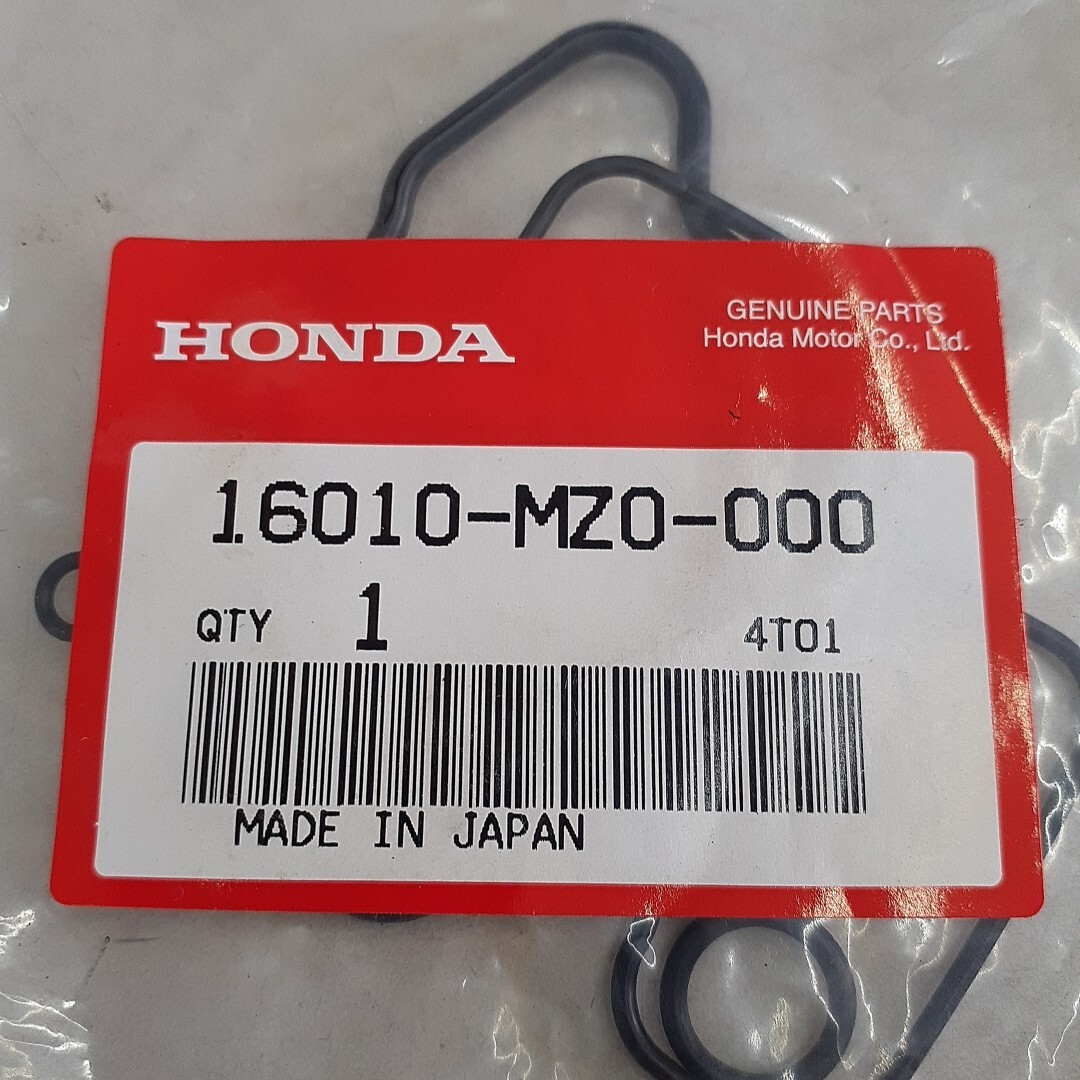 HONDA
GENUINE PARTS
Honda Motor Co., Ltd.
16010-MZ0-000
QTY 1 4T01
MADE IN JAPAN